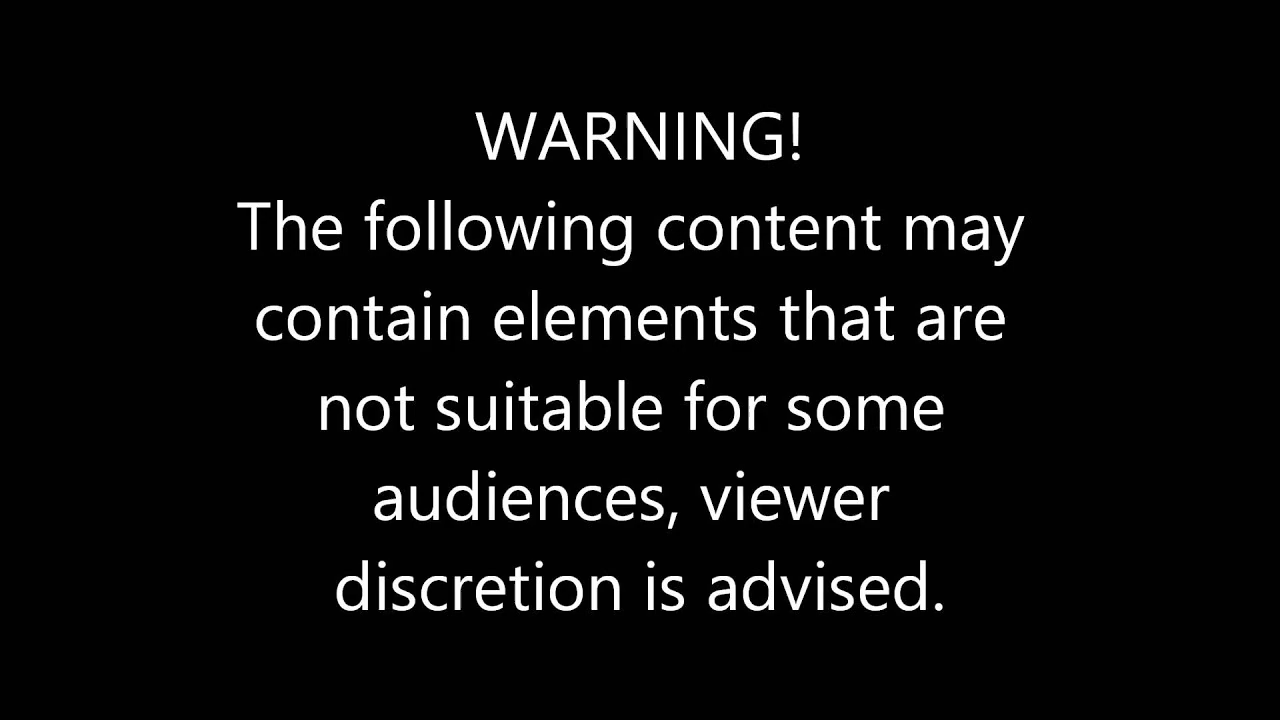 WARNING!
The following content may
contain elements that are
not suitable for some
audiences, viewer
discretion is advised.